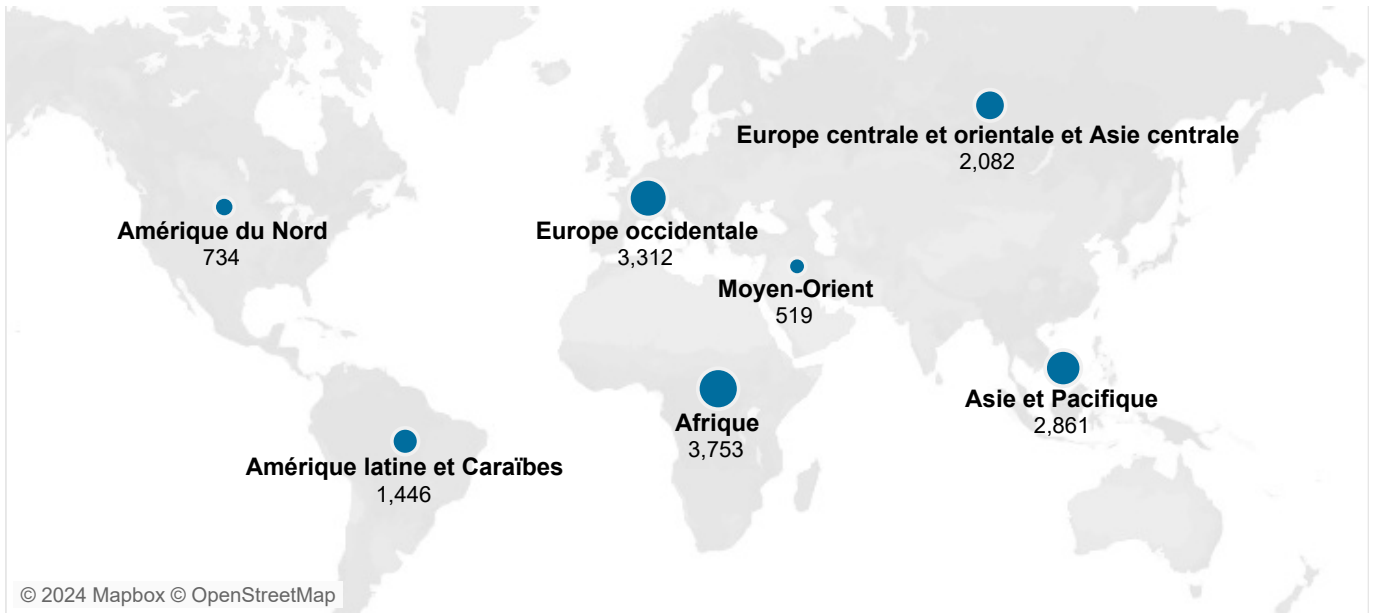 Europe centrale et orientale et Asie centrale
2,082
Amérique du Nord
734
Europe occidentale
3,312
Moyen-Orient
519
Asie et Pacifique
2,861
Afrique
3,753
Amérique latine et Caraïbes
1,446
© 2024 Mapbox © OpenStreetMap